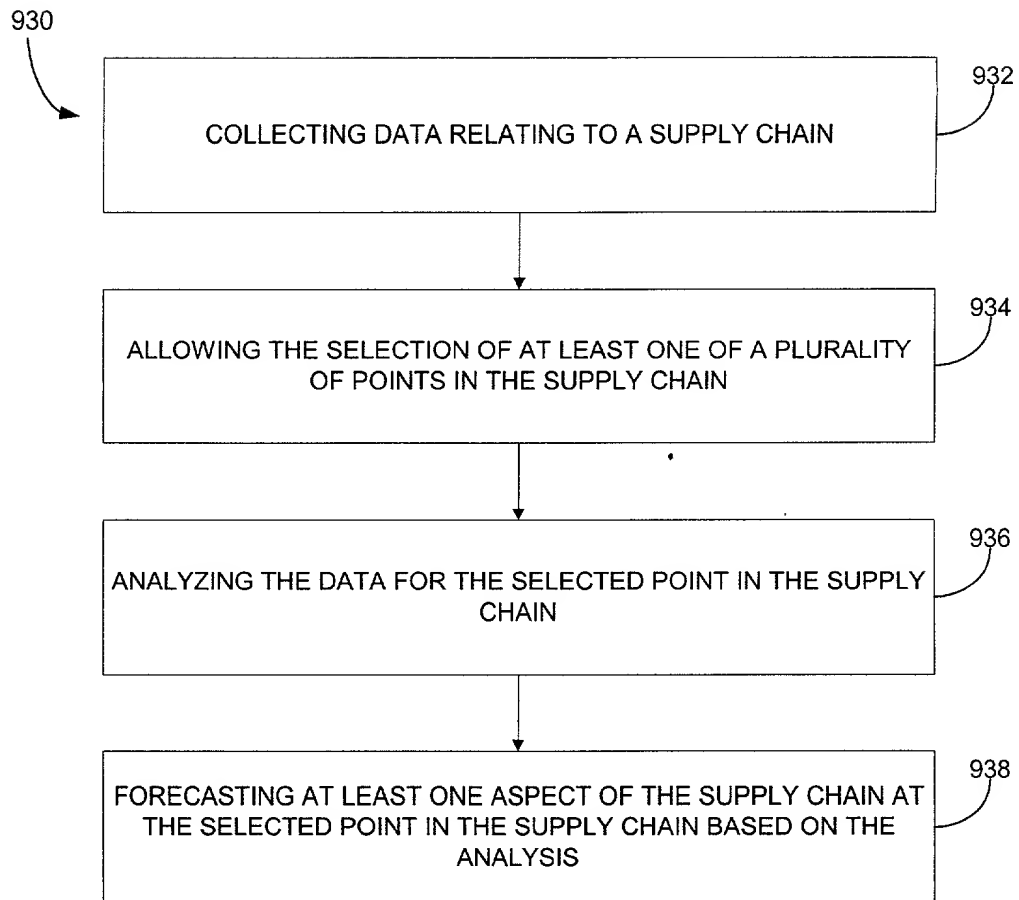 930
932
COLLECTING DATA RELATING TO A SUPPLY CHAIN
934
ALLOWING THE SELECTION OF AT LEAST ONE OF A PLURALITY
OF POINTS IN THE SUPPLY CHAIN
936
ANALYZING THE DATA FOR THE SELECTED POINT IN THE SUPPLY
CHAIN
938
FORECASTING AT LEAST ONE ASPECT OF THE SUPPLY CHAIN AT
THE SELECTED POINT IN THE SUPPLY CHAIN BASED ON THE
ANALYSIS